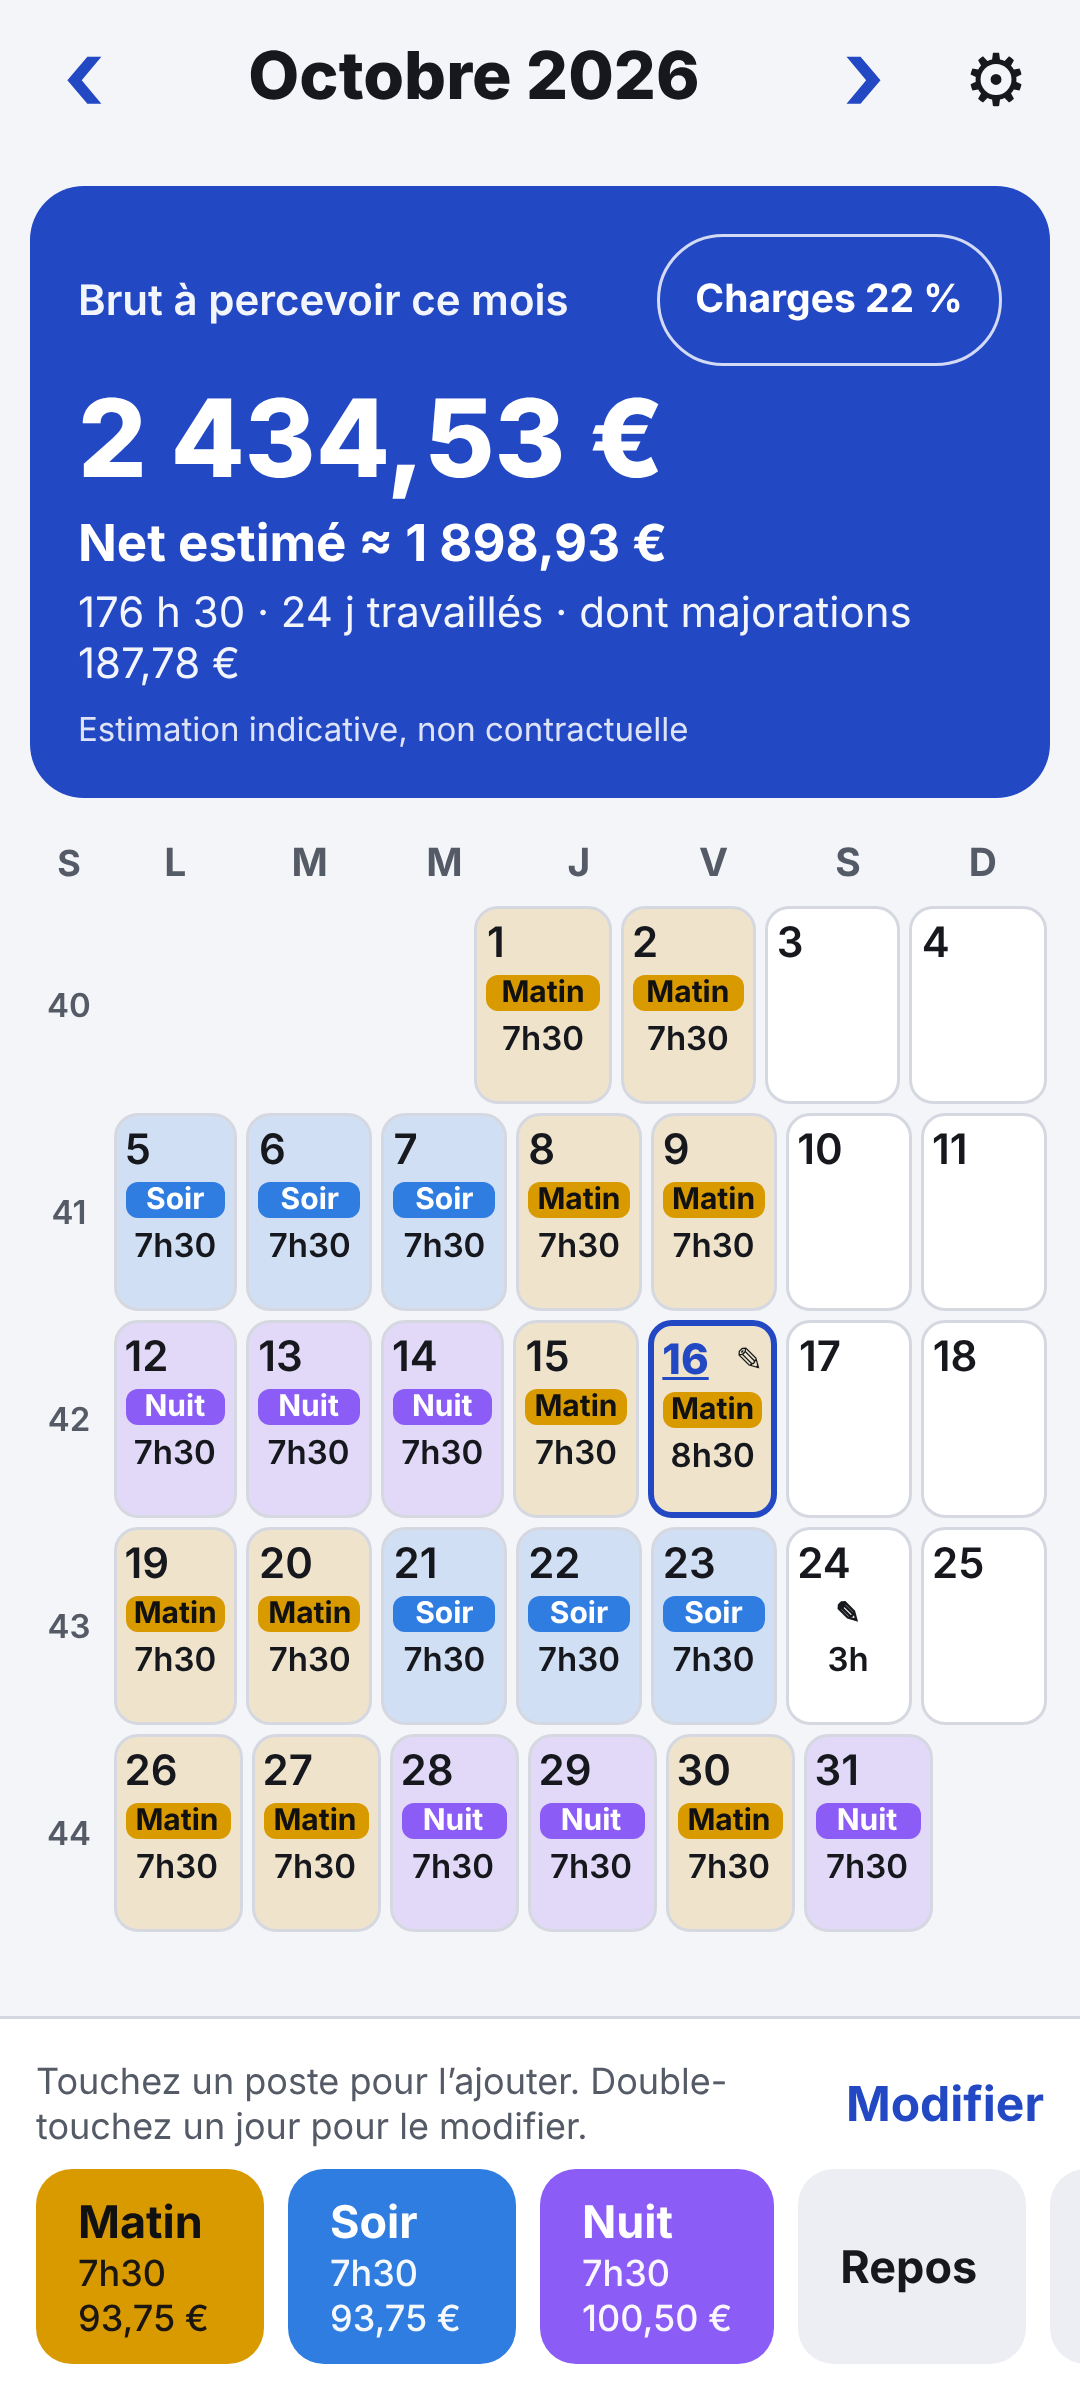 Octobre 2026
Brut à percevoir ce mois
Charges 22 %
2 434,53 €
Net estimé ≈ 1 898,93 €
176 h 30 · 24 j travaillés · dont majorations
187,78 €
Estimation indicative, non contractuelle
S L M M J V S D
40
1 2 3 4
Matin Matin
7h30 7h30
41
5 6 7 8 9 10 11
Soir Soir Soir Matin Matin
7h30 7h30 7h30 7h30 7h30
42
12 13 14 15 16 17 18
Nuit Nuit Nuit Matin Matin
7h30 7h30 7h30 7h30 8h30
43
19 20 21 22 23 24 25
Matin Matin Soir Soir Soir
7h30 7h30 7h30 7h30 7h30 3h
44
26 27 28 29 30 31
Matin Matin Nuit Nuit Matin Nuit
7h30 7h30 7h30 7h30 7h30 7h30
Touchez un poste pour l’ajouter. Double-
touchez un jour pour le modifier.
Modifier
Matin
7h30
93,75 €
Soir
7h30
93,75 €
Nuit
7h30
100,50 €
Repos